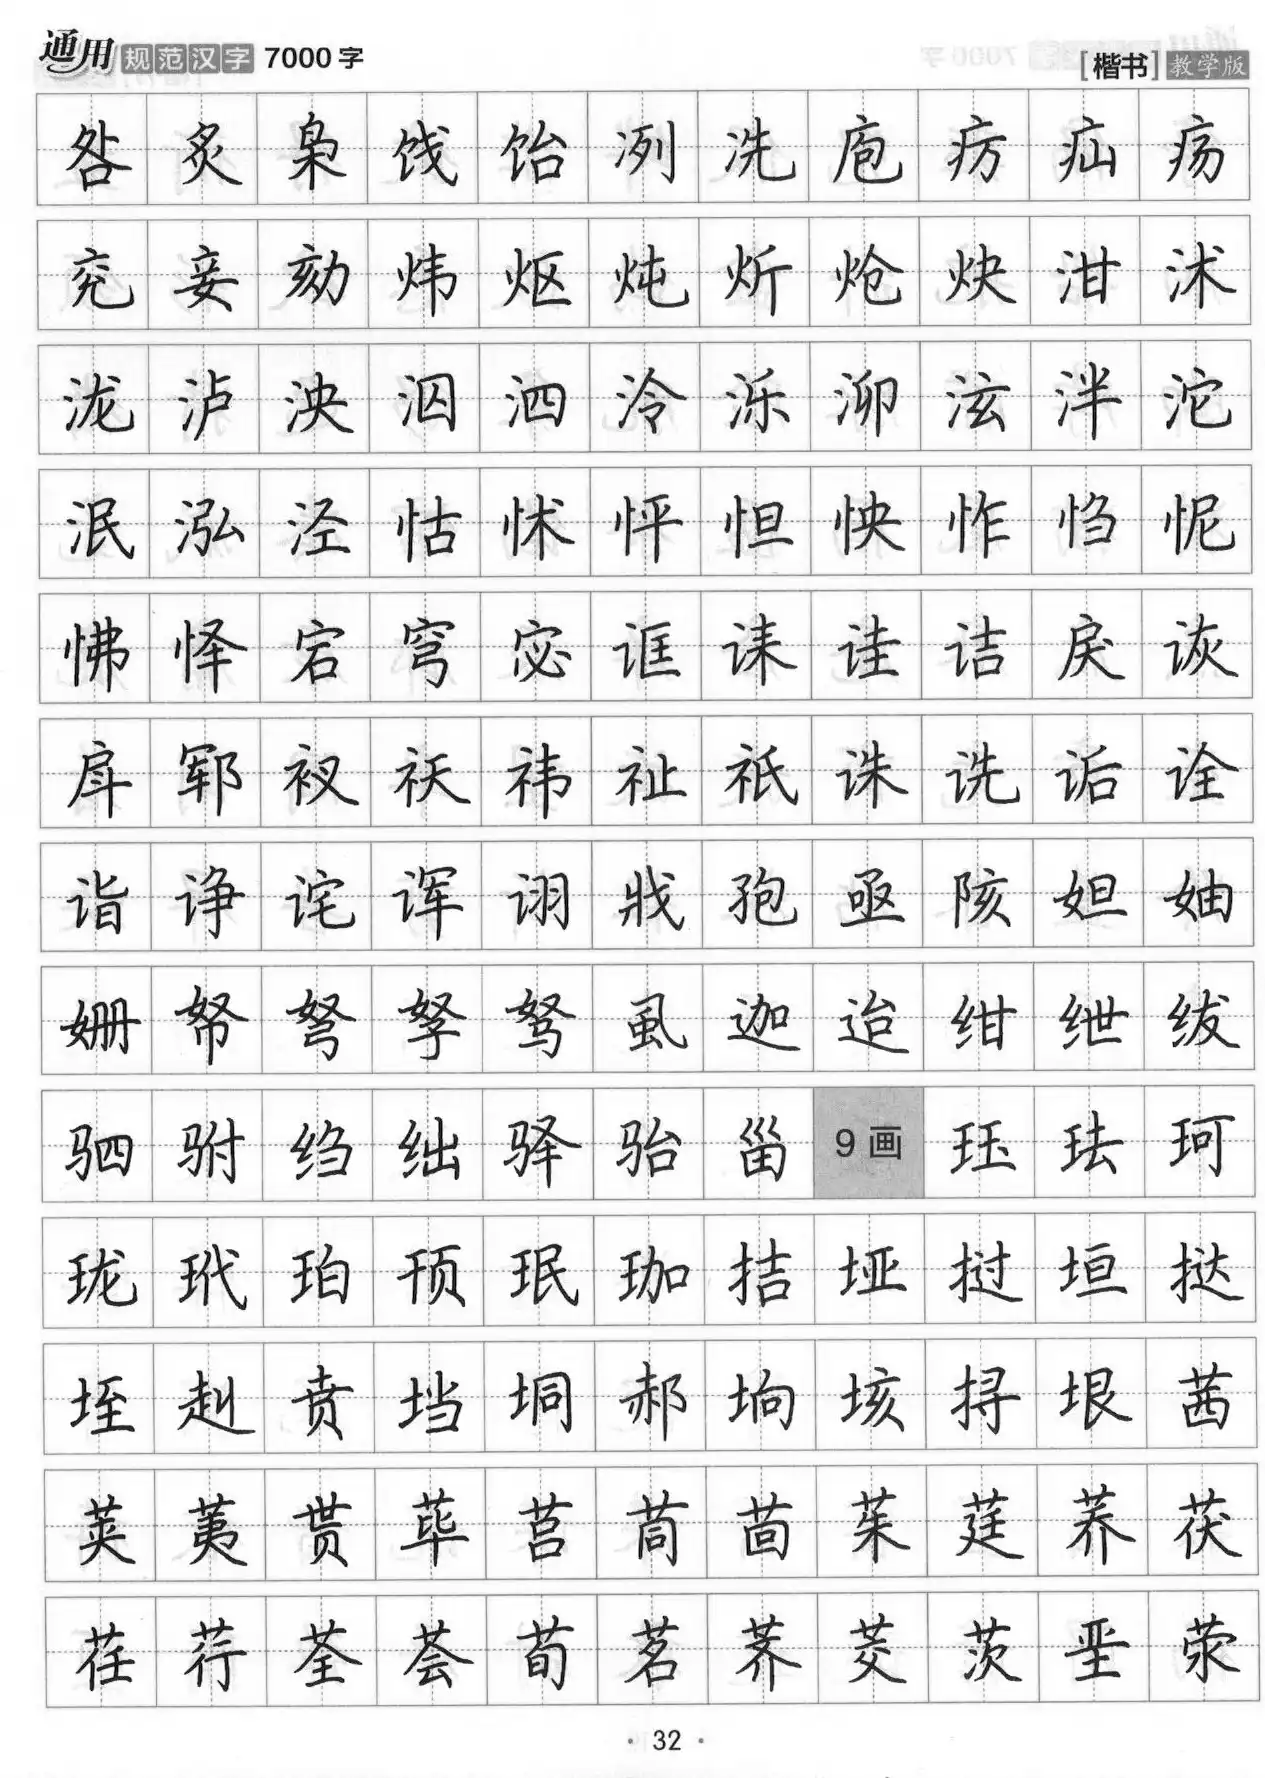 通用规范汉字 7000 字 [楷书] 教学版
咎 炙 枭 饯 饴 冽 冼 庖 疠 疝 疡
兖 妾 劾 炜 炬 炖 炘 炝 炔 泔 沭
泷 泸 泱 泅 泗 泠 泺 泖 泫 泮 沱
泯 泓 泾 怙 怵 怦 怛 怏 怍 怊 怩
怫 怿 宕 穹 宓 诓 诔 诖 诘 戾 诙
戽 郓 衩 祆 祎 祉 祇 诛 诜 诟 诠
诣 诤 诧 诨 诩 戕 孢 亟 陔 妲 妯
姗 帑 弩 孥 驽 虱 迦 迨 绀 绁 绂
驷 驸 绉 绌 驿 骀 甾 9 画 珏 珐 珂
珑 玳 珀 顸 珉 珈 拮 垭 挝 垣 挞
垤 赳 贲 垱 垌 郝 垧 垓 挦 垠 茜
荚 荑 贳 荜 莒 茼 茴 茱 莛 荞 茯
荏 荇 荃 荟 荀 茗 荠 茭 茨 垩 荥
· 32 ·